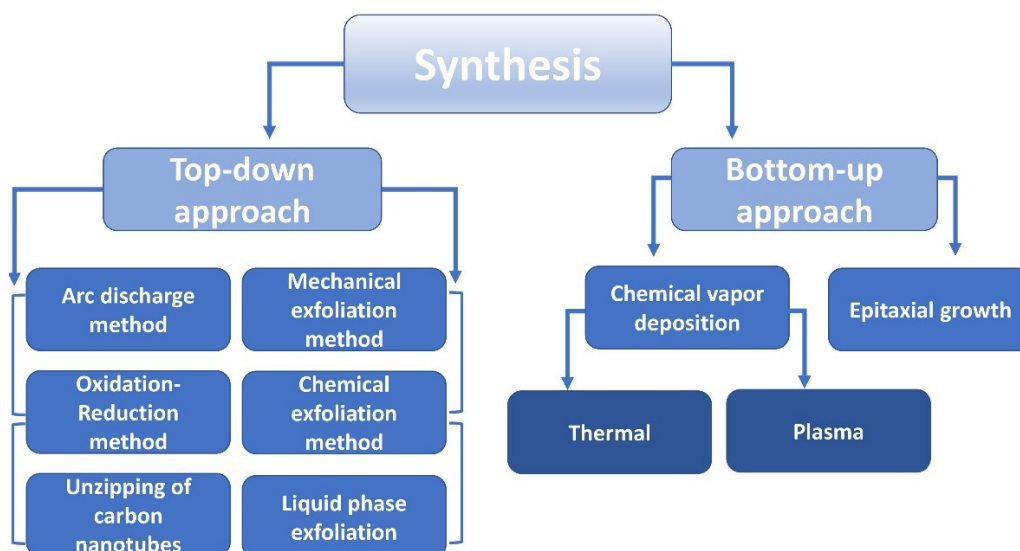 Synthesis
Top-down
approach
Bottom-up
approach
Arc discharge
method
Mechanical
exfoliation
method
Chemical vapor
deposition
Epitaxial growth
Oxidation-
Reduction
method
Chemical
exfoliation
method
Thermal
Plasma
Unzipping of
carbon
nanotubes
Liquid phase
exfoliation